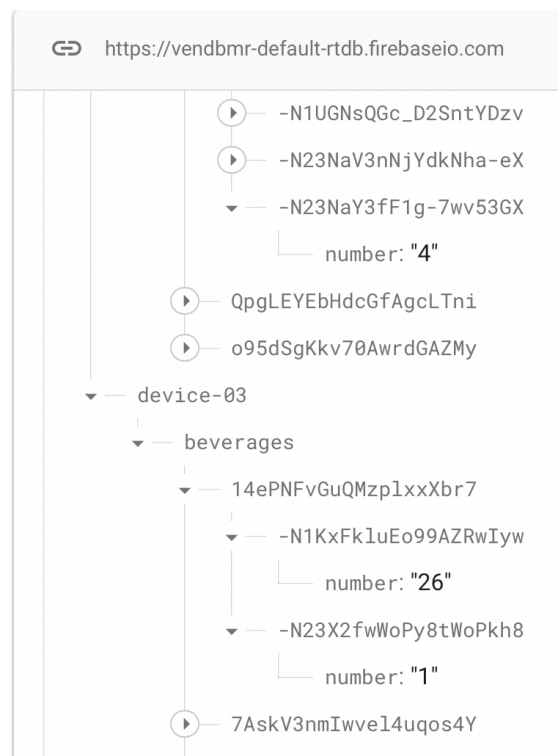 https://vendbmr-default-rtdb.firebaseio.com
-N1UGNsQGc_D2SntYDzv
-N23NaV3nNjYdkNha-eX
-N23NaY3fF1g-7wv53GX
number: "4"
QpgLEYEbHdcGfAgcLTni
o95dSgKkv70AwrdGAZMy
device-03
beverages
14ePNFvGuQMzplxxXbr7
-N1KxFkluEo99AZRwIyw
number: "26"
-N23X2fwWoPy8tWoPkh8
number: "1"
7AskV3nmIwvel4uqos4Y